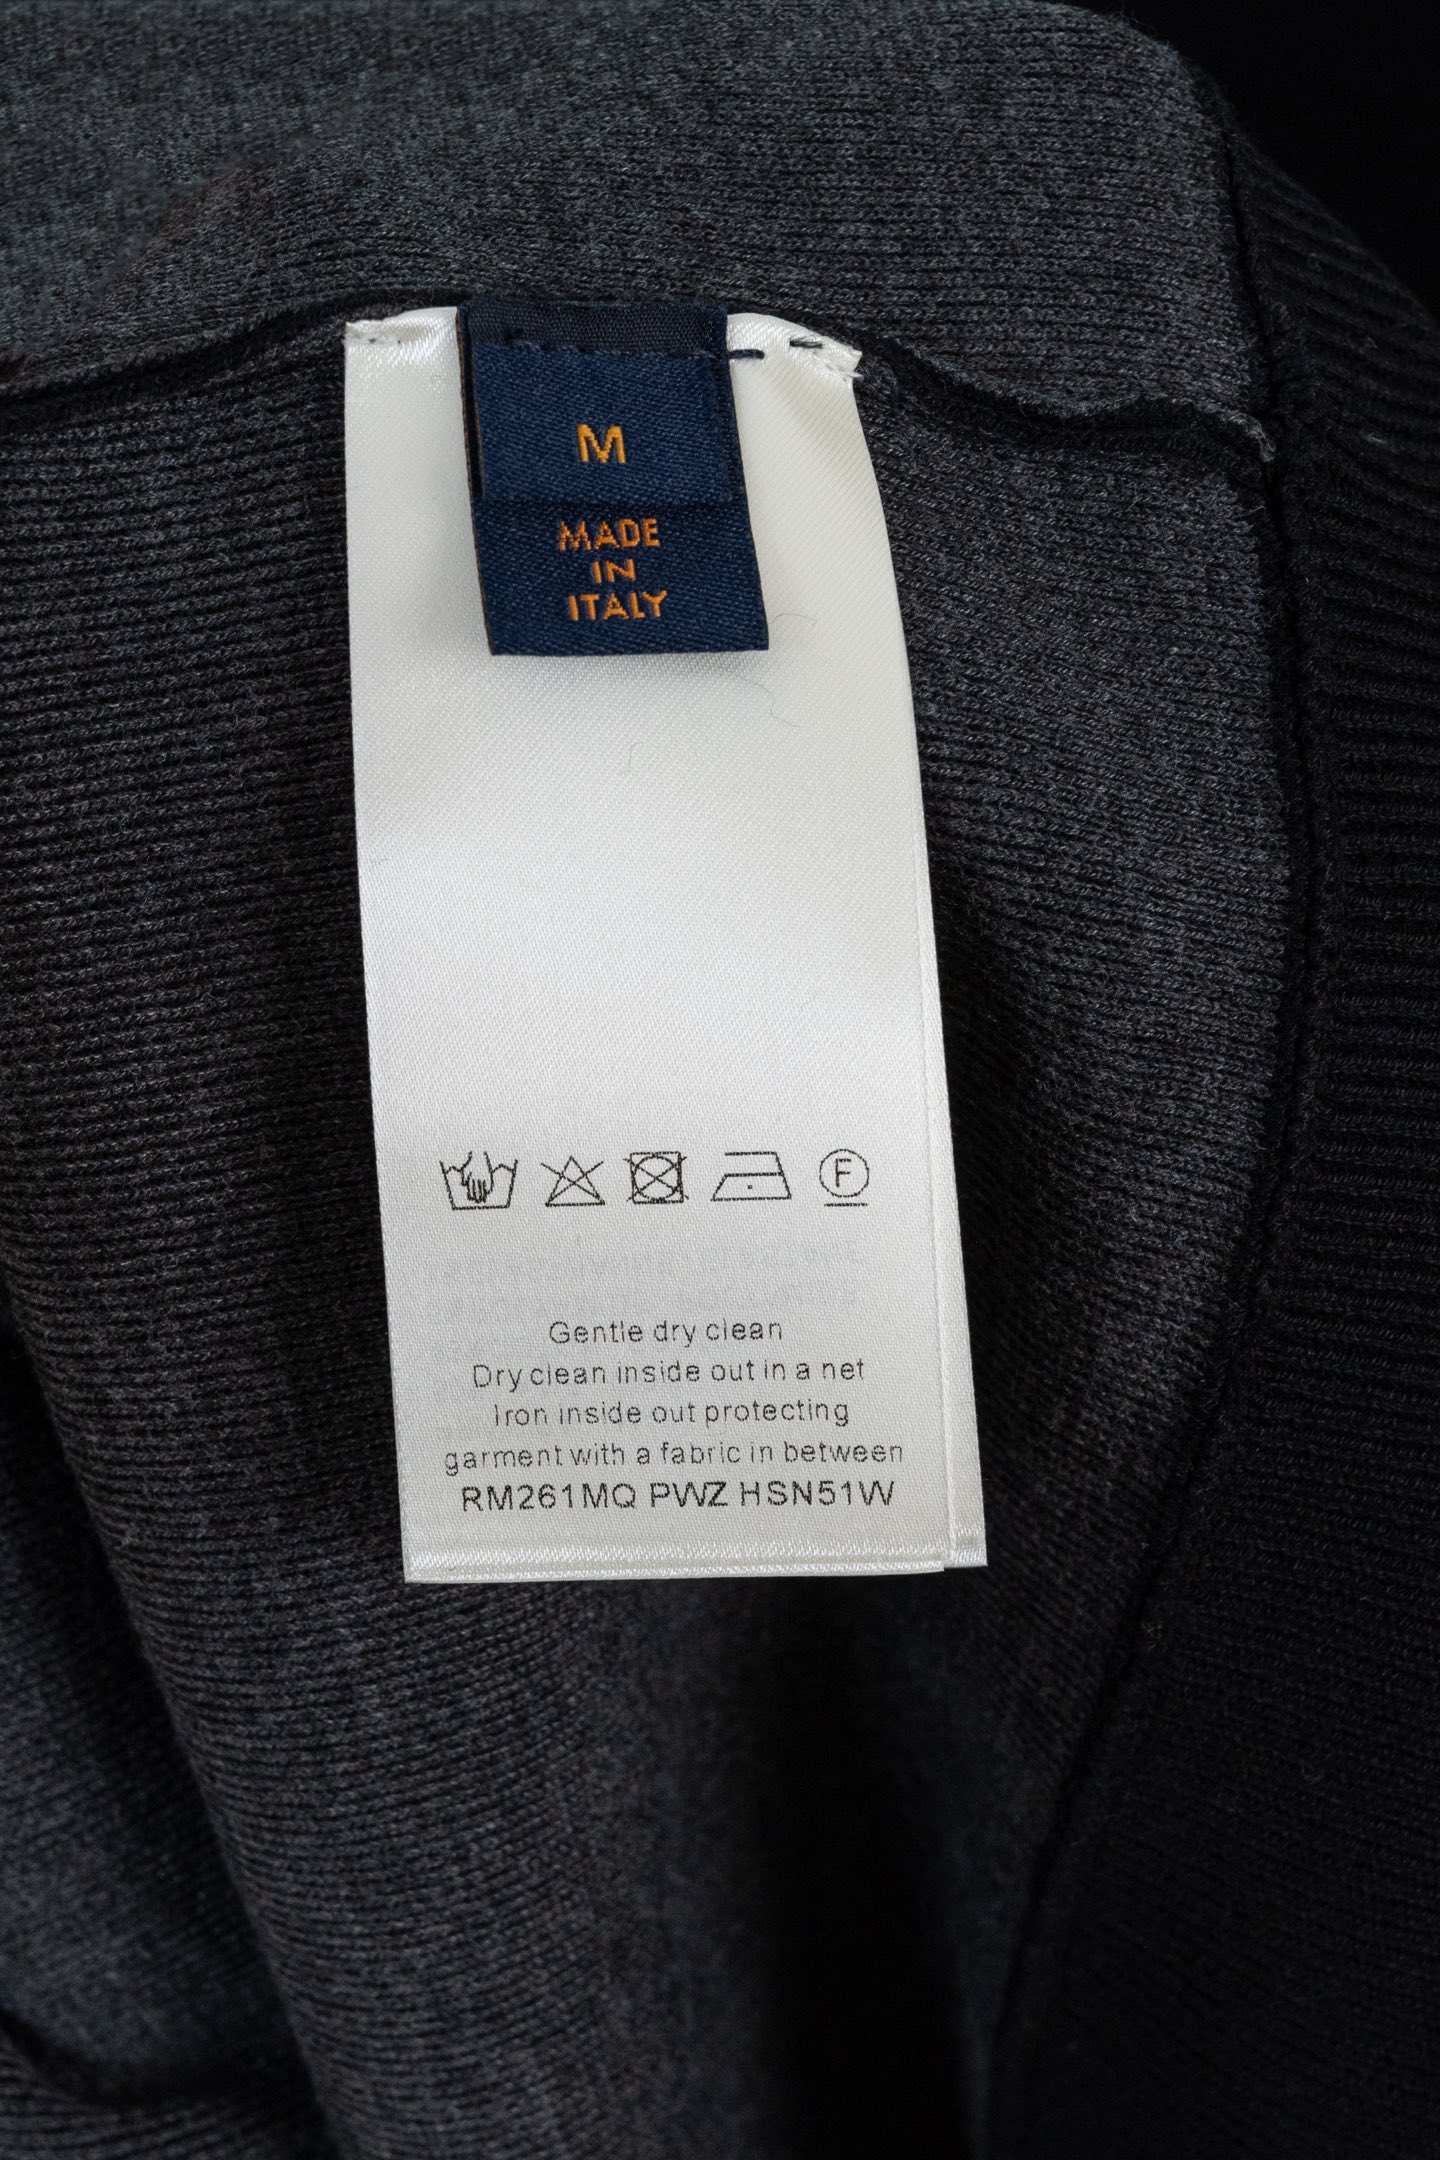 M
MADE
IN
ITALY
F
Gentle dry clean
Dry clean inside out in a net
Iron inside out protecting
garment with a fabric in between
RM261MQ PWZ HSN51W